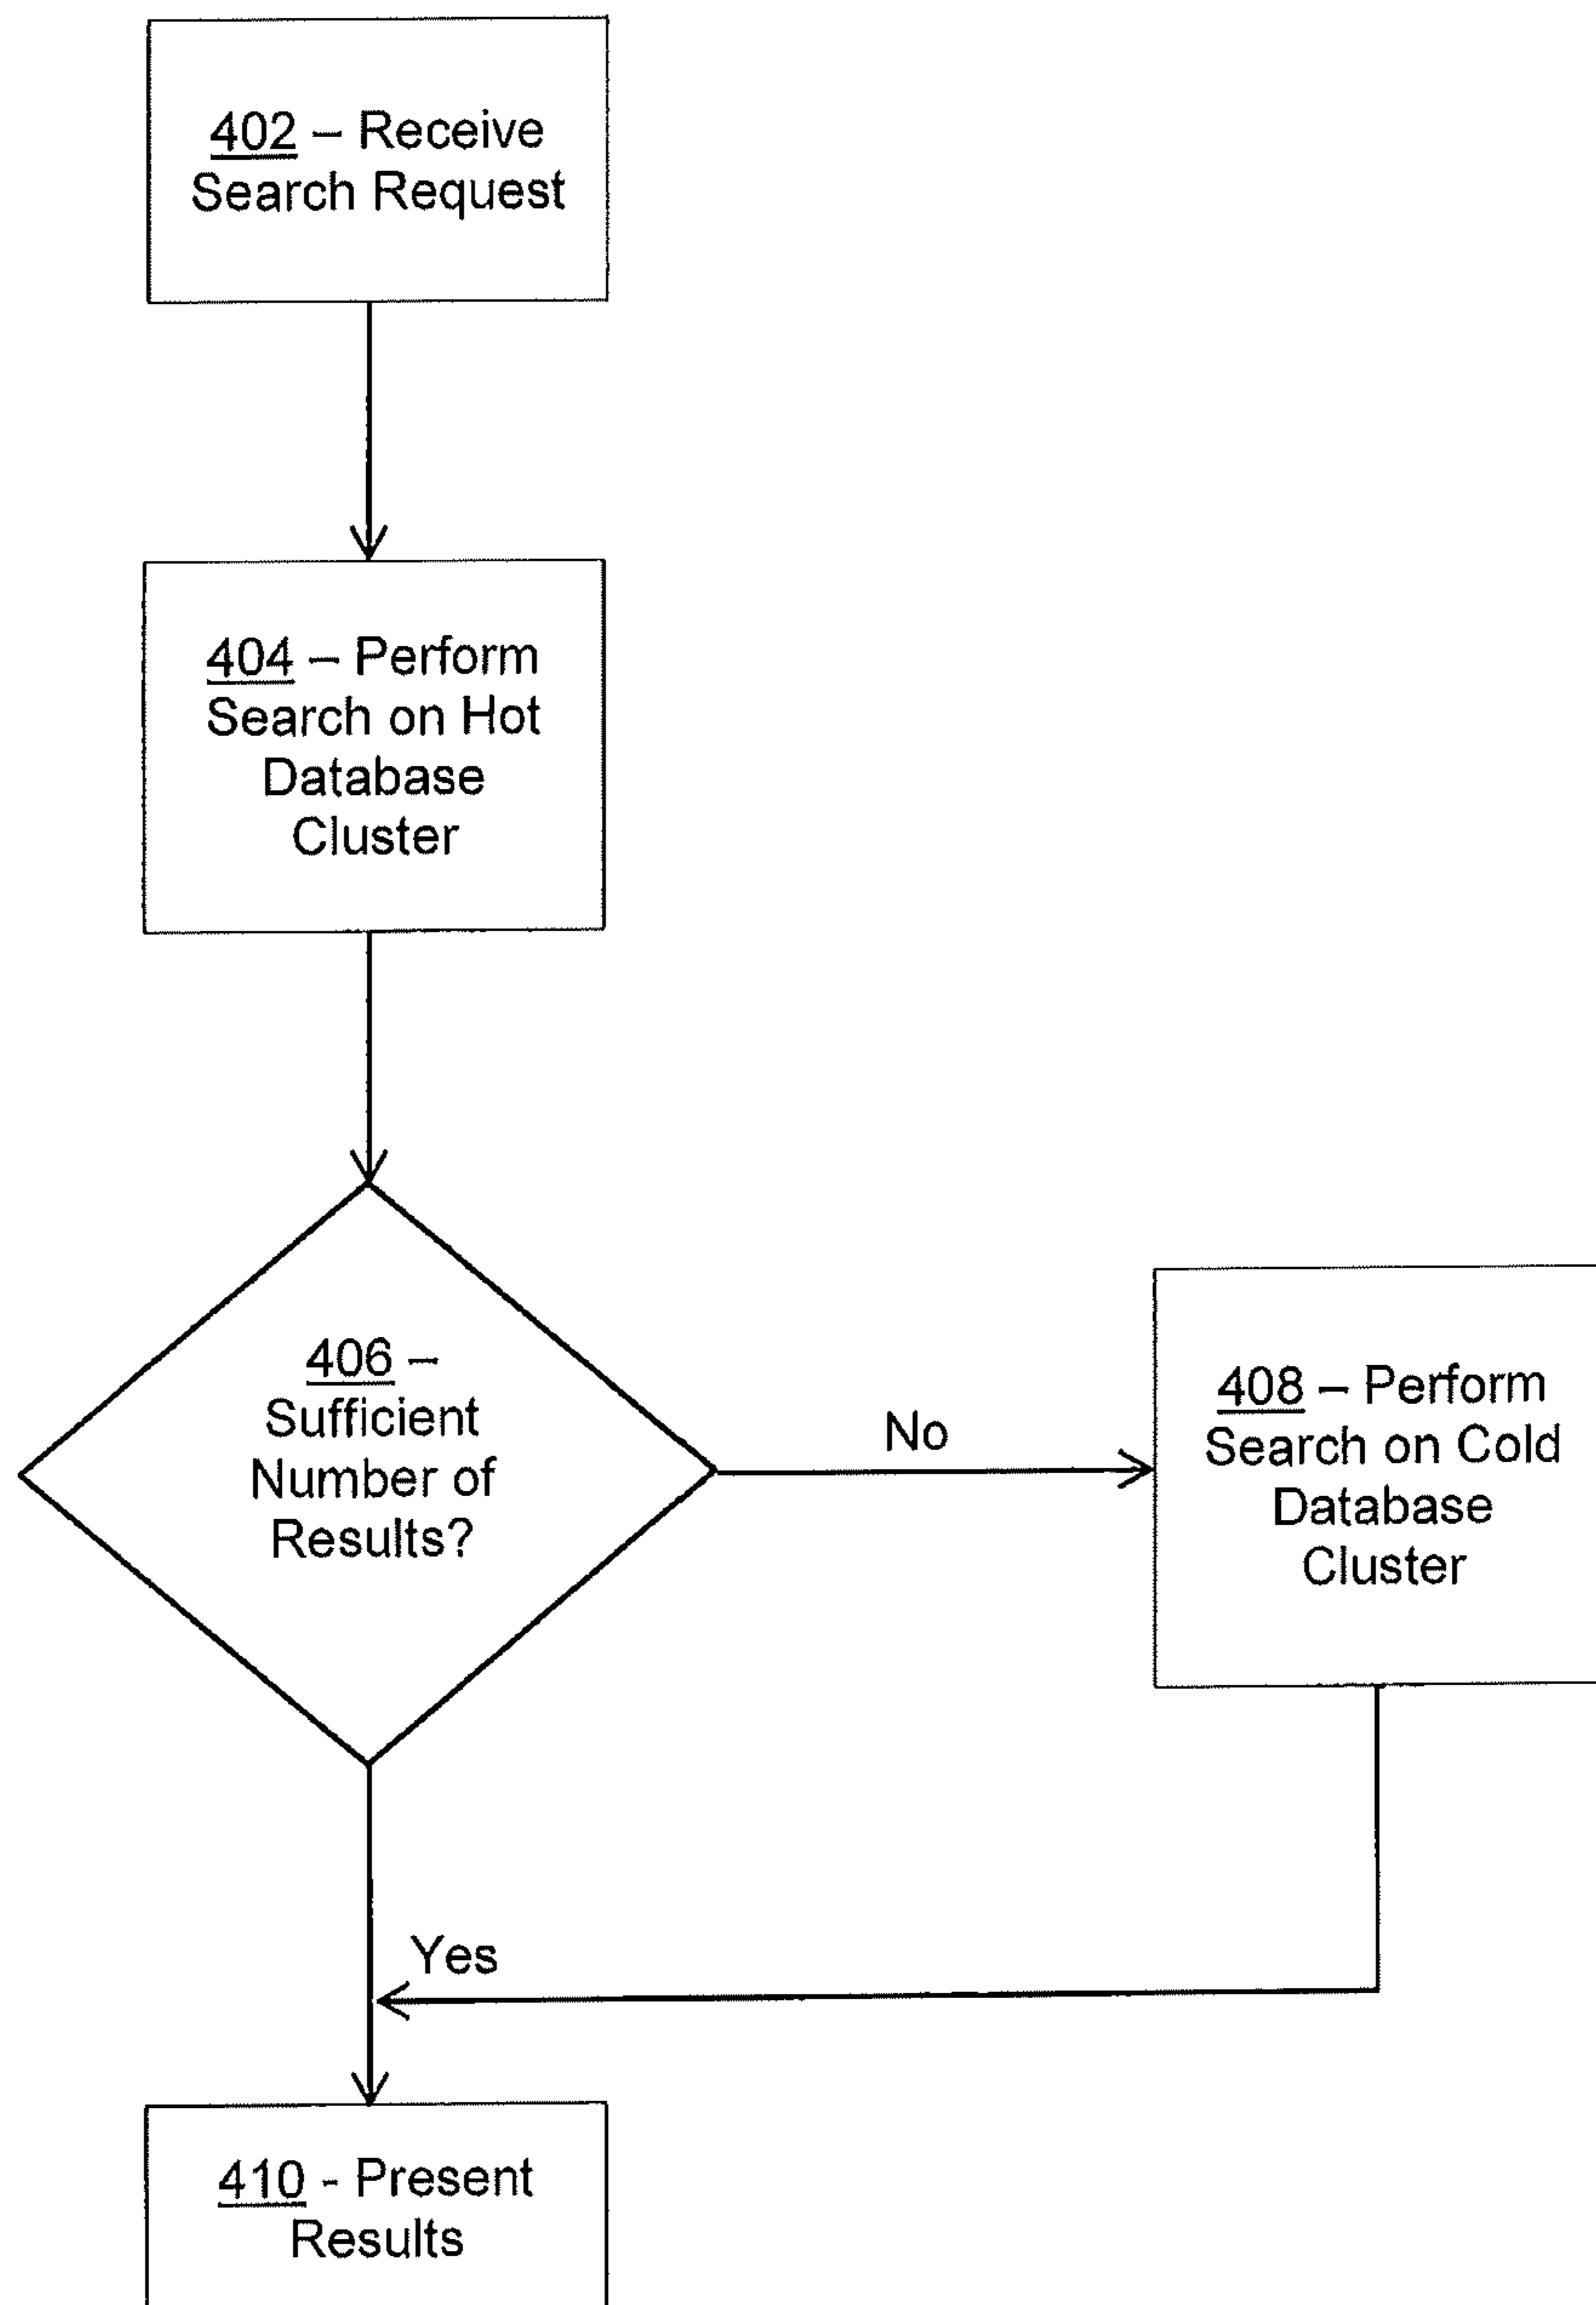 402 – Receive
Search Request
404 – Perform
Search on Hot
Database
Cluster
406 –
Sufficient
Number of
Results?
No
408 – Perform
Search on Cold
Database
Cluster
Yes
410 - Present
Results